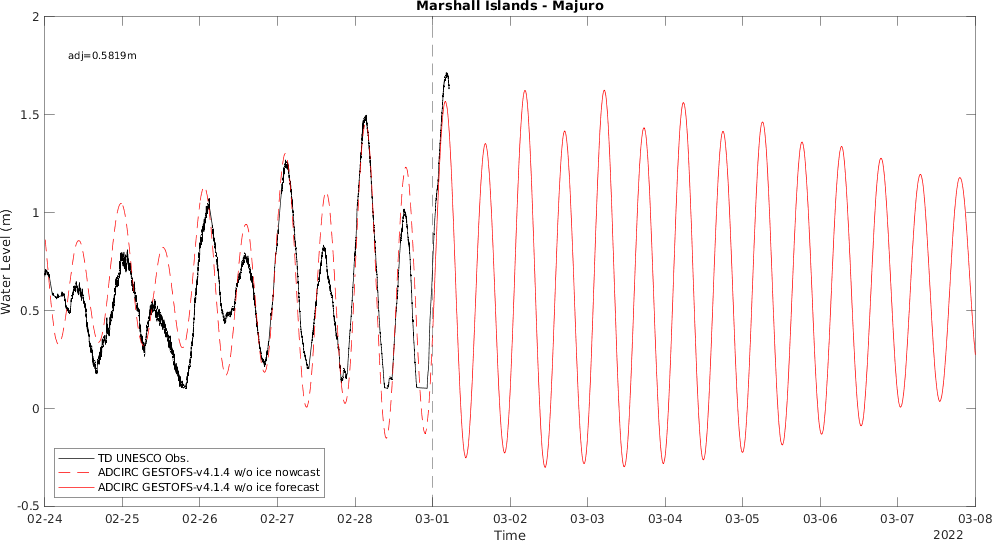 Marshall Islands - Majuro
adj=0.5819m
2
1.5
1
0.5
0
-0.5
Water Level (m)
TD UNESCO Obs.
ADCIRC GESTOFS-v4.1.4 w/o ice nowcast
ADCIRC GESTOFS-v4.1.4 w/o ice forecast
02-24 02-25 02-26 02-27 02-28 03-01 03-02 03-03 03-04 03-05 03-06 03-07 03-08
Time
2022